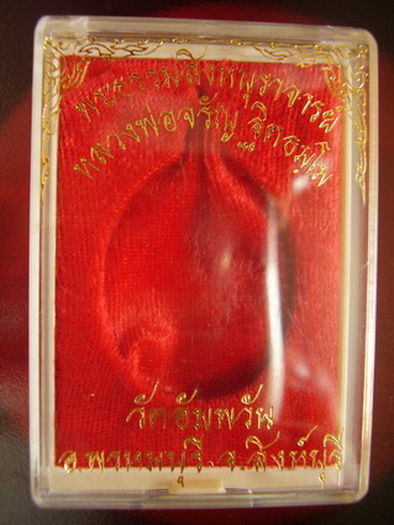 พระธรรมสิงหบุราจารย์
หลวงพ่อจรัญ ฐิตธมฺโม
วัดอัมพวัน
อ.พรหมบุรี จ.สิงห์บุรี